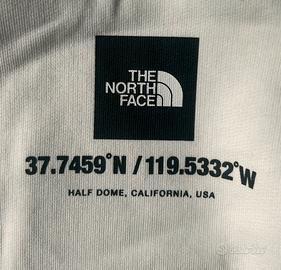 THE
NORTH
FACE
37.7459°N / 119.5332°W
HALF DOME, CALIFORNIA, USA